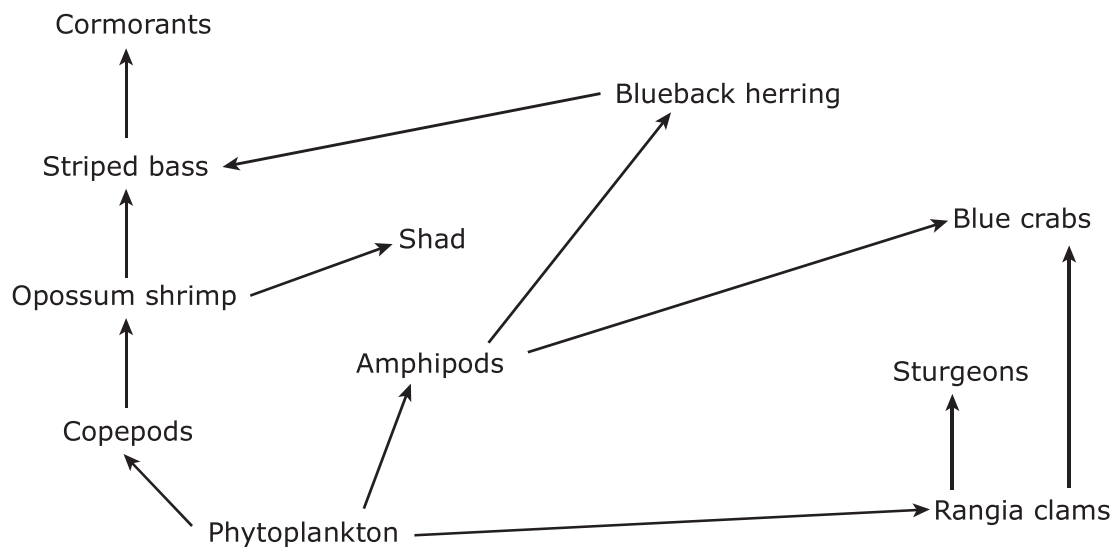 Cormorants
Blueback herring
Striped bass
Blue crabs
Shad
Opossum shrimp
Amphipods
Sturgeons
Copepods
Rangia clams
Phytoplankton